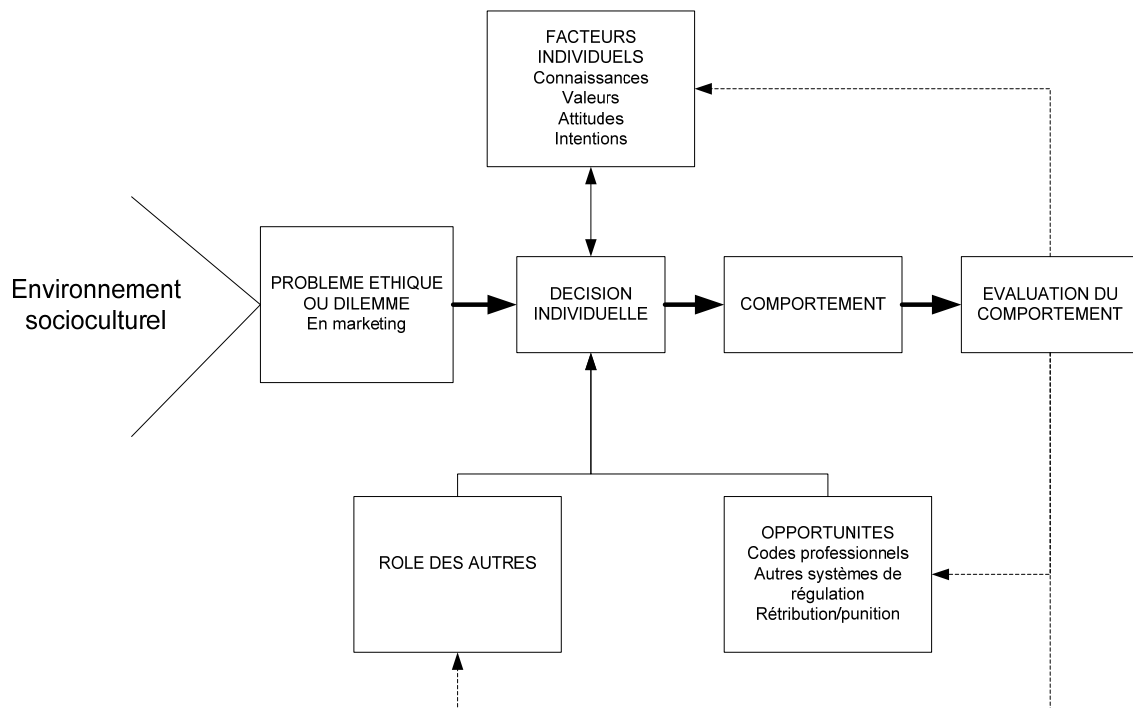 FACTEURS
INDIVIDUELS
Connaissances
Valeurs
Attitudes
Intentions
Environnement
socioculturel
PROBLEME ETHIQUE
OU DILEMME
En marketing
DECISION
INDIVIDUELLE
COMPORTEMENT
EVALUATION DU
COMPORTEMENT
ROLE DES AUTRES
OPPORTUNITES
Codes professionnels
Autres systèmes de
régulation
Rétribution/punition